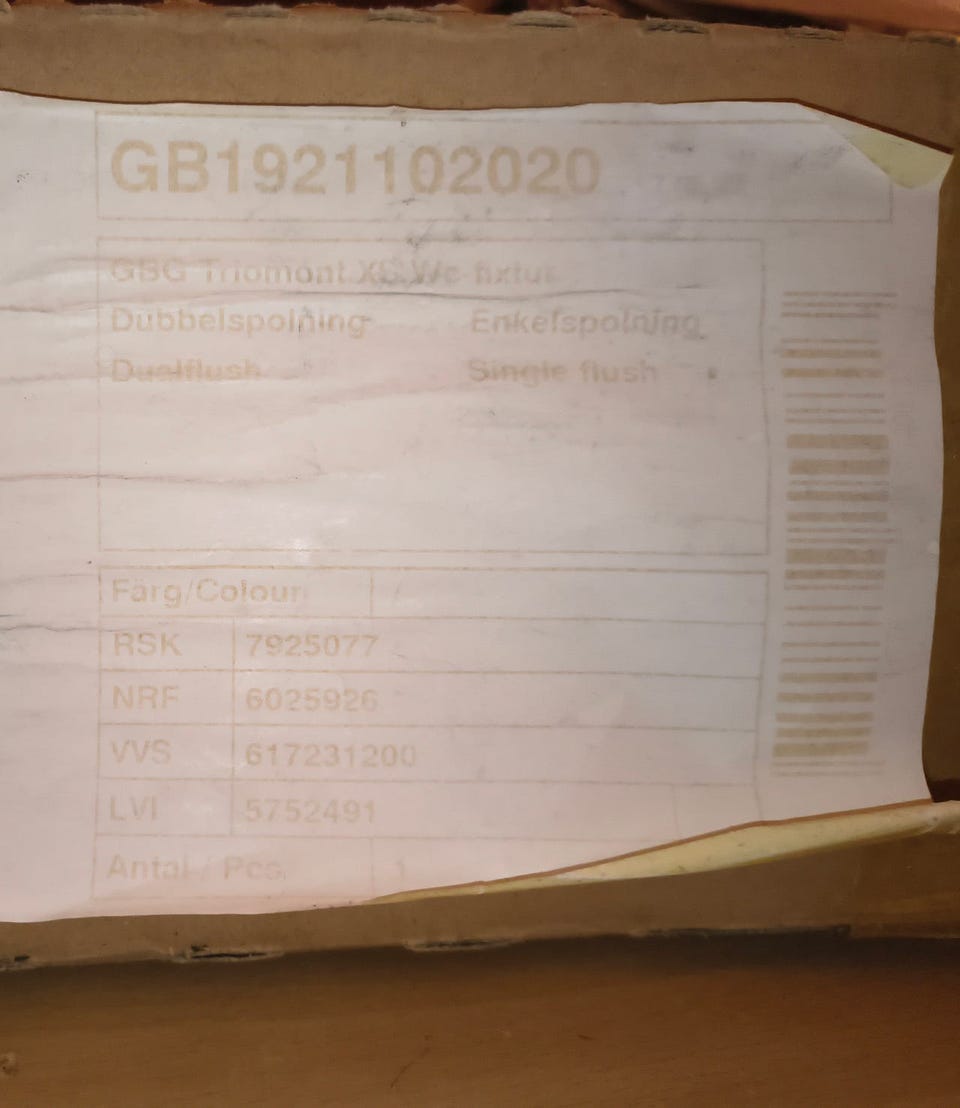 GB1921102020
GBG Triomont XS Wc-fixtur
Dubbelspolning Enkelspolning
Dualflush Single flush
Färg/Colour /
RSK 7925077
NRF 6025926
VVS 617231200
LVI 5752491
Antal / Pcs 1